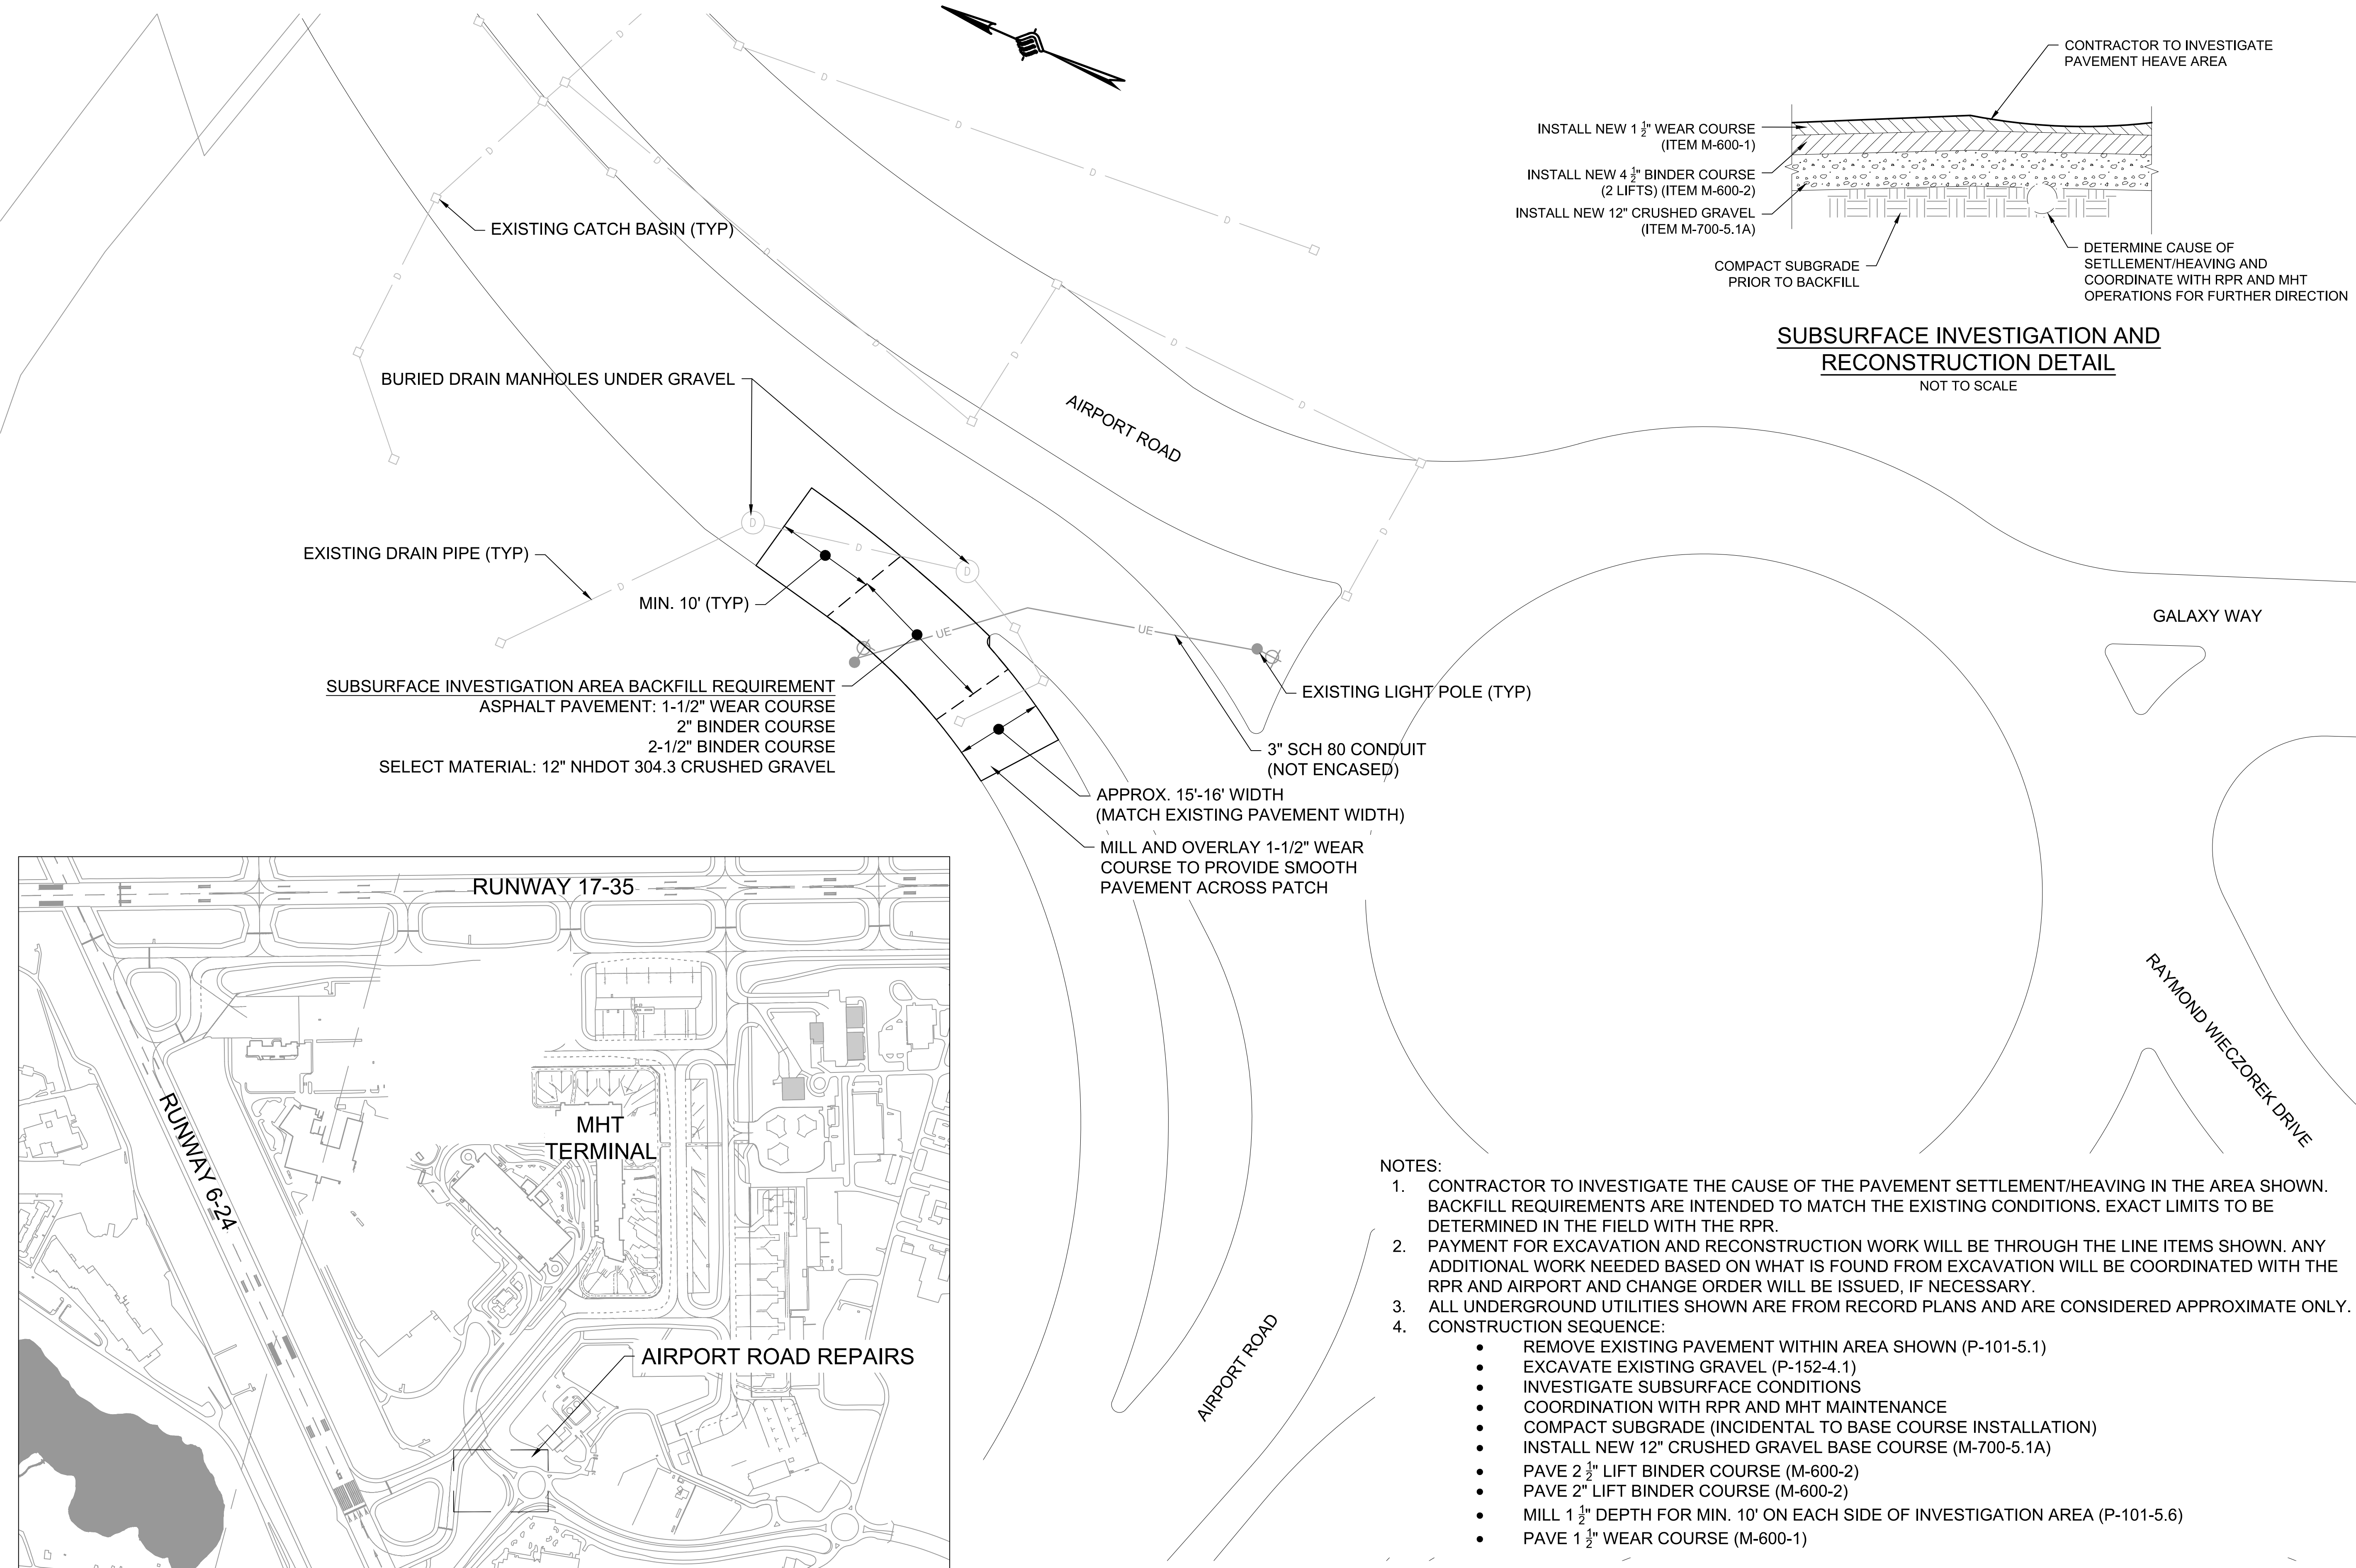 CONTRACTOR TO INVESTIGATE
PAVEMENT HEAVE AREA
INSTALL NEW 1 1/2" WEAR COURSE
(ITEM M-600-1)
INSTALL NEW 4 1/2" BINDER COURSE
(2 LIFTS) (ITEM M-600-2)
INSTALL NEW 12" CRUSHED GRAVEL
(ITEM M-700-5.1A)
COMPACT SUBGRADE
PRIOR TO BACKFILL
DETERMINE CAUSE OF
SETLLEMENT/HEAVING AND
COORDINATE WITH RPR AND MHT
OPERATIONS FOR FURTHER DIRECTION
SUBSURFACE INVESTIGATION AND
RECONSTRUCTION DETAIL
NOT TO SCALE
D
D
D
D
D
D
D
D
D
D
D
D
D
D
EXISTING CATCH BASIN (TYP)
BURIED DRAIN MANHOLES UNDER GRAVEL
AIRPORT ROAD
D
D
D
D
EXISTING DRAIN PIPE (TYP)
MIN. 10' (TYP)
UE
UE
GALAXY WAY
SUBSURFACE INVESTIGATION AREA BACKFILL REQUIREMENT
ASPHALT PAVEMENT: 1-1/2" WEAR COURSE
2" BINDER COURSE
2-1/2" BINDER COURSE
SELECT MATERIAL: 12" NHDOT 304.3 CRUSHED GRAVEL
EXISTING LIGHT POLE (TYP)
3" SCH 80 CONDUIT
(NOT ENCASED)
APPROX. 15'-16' WIDTH
(MATCH EXISTING PAVEMENT WIDTH)
MILL AND OVERLAY 1-1/2" WEAR
COURSE TO PROVIDE SMOOTH
PAVEMENT ACROSS PATCH
RAYMOND WIECZOREK DRIVE
AIRPORT ROAD
RUNWAY 17-35
RUNWAY 6-24
MHT
TERMINAL
AIRPORT ROAD REPAIRS
NOTES:
1. CONTRACTOR TO INVESTIGATE THE CAUSE OF THE PAVEMENT SETTLEMENT/HEAVING IN THE AREA SHOWN.
BACKFILL REQUIREMENTS ARE INTENDED TO MATCH THE EXISTING CONDITIONS. EXACT LIMITS TO BE
DETERMINED IN THE FIELD WITH THE RPR.
2. PAYMENT FOR EXCAVATION AND RECONSTRUCTION WORK WILL BE THROUGH THE LINE ITEMS SHOWN. ANY
ADDITIONAL WORK NEEDED BASED ON WHAT IS FOUND FROM EXCAVATION WILL BE COORDINATED WITH THE
RPR AND AIRPORT AND CHANGE ORDER WILL BE ISSUED, IF NECESSARY.
3. ALL UNDERGROUND UTILITIES SHOWN ARE FROM RECORD PLANS AND ARE CONSIDERED APPROXIMATE ONLY.
4. CONSTRUCTION SEQUENCE:
• REMOVE EXISTING PAVEMENT WITHIN AREA SHOWN (P-101-5.1)
• EXCAVATE EXISTING GRAVEL (P-152-4.1)
• INVESTIGATE SUBSURFACE CONDITIONS
• COORDINATION WITH RPR AND MHT MAINTENANCE
• COMPACT SUBGRADE (INCIDENTAL TO BASE COURSE INSTALLATION)
• INSTALL NEW 12" CRUSHED GRAVEL BASE COURSE (M-700-5.1A)
• PAVE 2 1/2" LIFT BINDER COURSE (M-600-2)
• PAVE 2" LIFT BINDER COURSE (M-600-2)
• MILL 1 1/2" DEPTH FOR MIN. 10' ON EACH SIDE OF INVESTIGATION AREA (P-101-5.6)
• PAVE 1 1/2" WEAR COURSE (M-600-1)